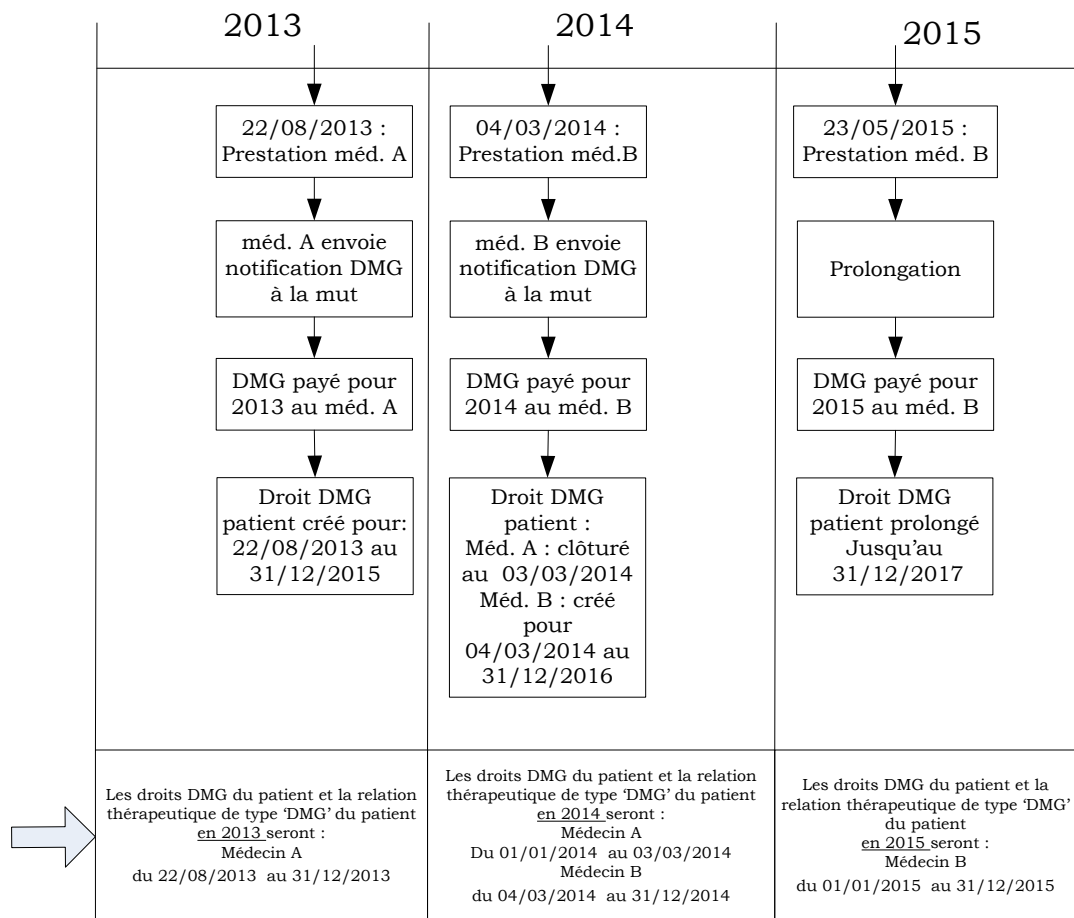 2013
22/08/2013 :
Prestation méd. A
méd. A envoie
notification DMG
à la mut
DMG payé pour
2013 au méd. A
Droit DMG
patient créé pour:
22/08/2013 au
31/12/2015
Les droits DMG du patient et la relation
thérapeutique de type ‘DMG’ du patient
en 2013 seront :
Médecin A
du 22/08/2013 au 31/12/2013
2014
04/03/2014 :
Prestation méd.B
méd. B envoie
notification DMG
à la mut
DMG payé pour
2014 au méd. B
Droit DMG
patient :
Méd. A : clôturé
au 03/03/2014
Méd. B : créé
pour
04/03/2014 au
31/12/2016
Les droits DMG du patient et la relation
thérapeutique de type ‘DMG’ du patient
en 2014 seront :
Médecin A
Du 01/01/2014 au 03/03/2014
Médecin B
du 04/03/2014 au 31/12/2014
2015
23/05/2015 :
Prestation méd. B
Prolongation
DMG payé pour
2015 au méd. B
Droit DMG
patient prolongé
Jusqu’au
31/12/2017
Les droits DMG du patient et la
relation thérapeutique de type ‘DMG’
du patient
en 2015 seront :
Médecin B
du 01/01/2015 au 31/12/2015